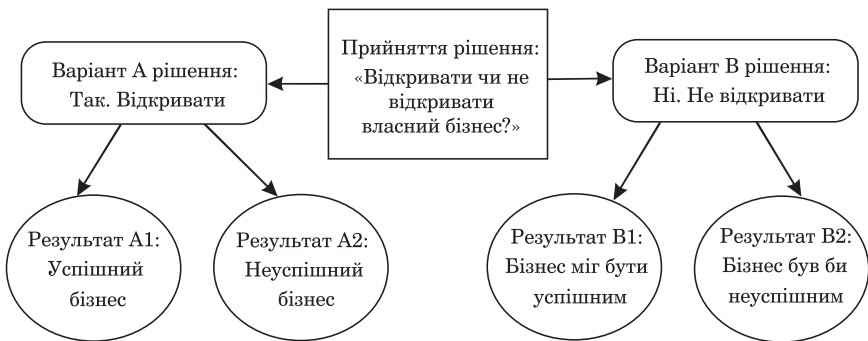 Прийняття рішення:
«Відкривати чи не
відкривати
власний бізнес?»
Варіант А рішення:
Так. Відкривати
Варіант В рішення:
Ні. Не відкривати
Результат А1:
Успішний
бізнес
Результат А2:
Неуспішний
бізнес
Результат В1:
Бізнес міг бути
успішним
Результат В2:
Бізнес був би
неуспішним